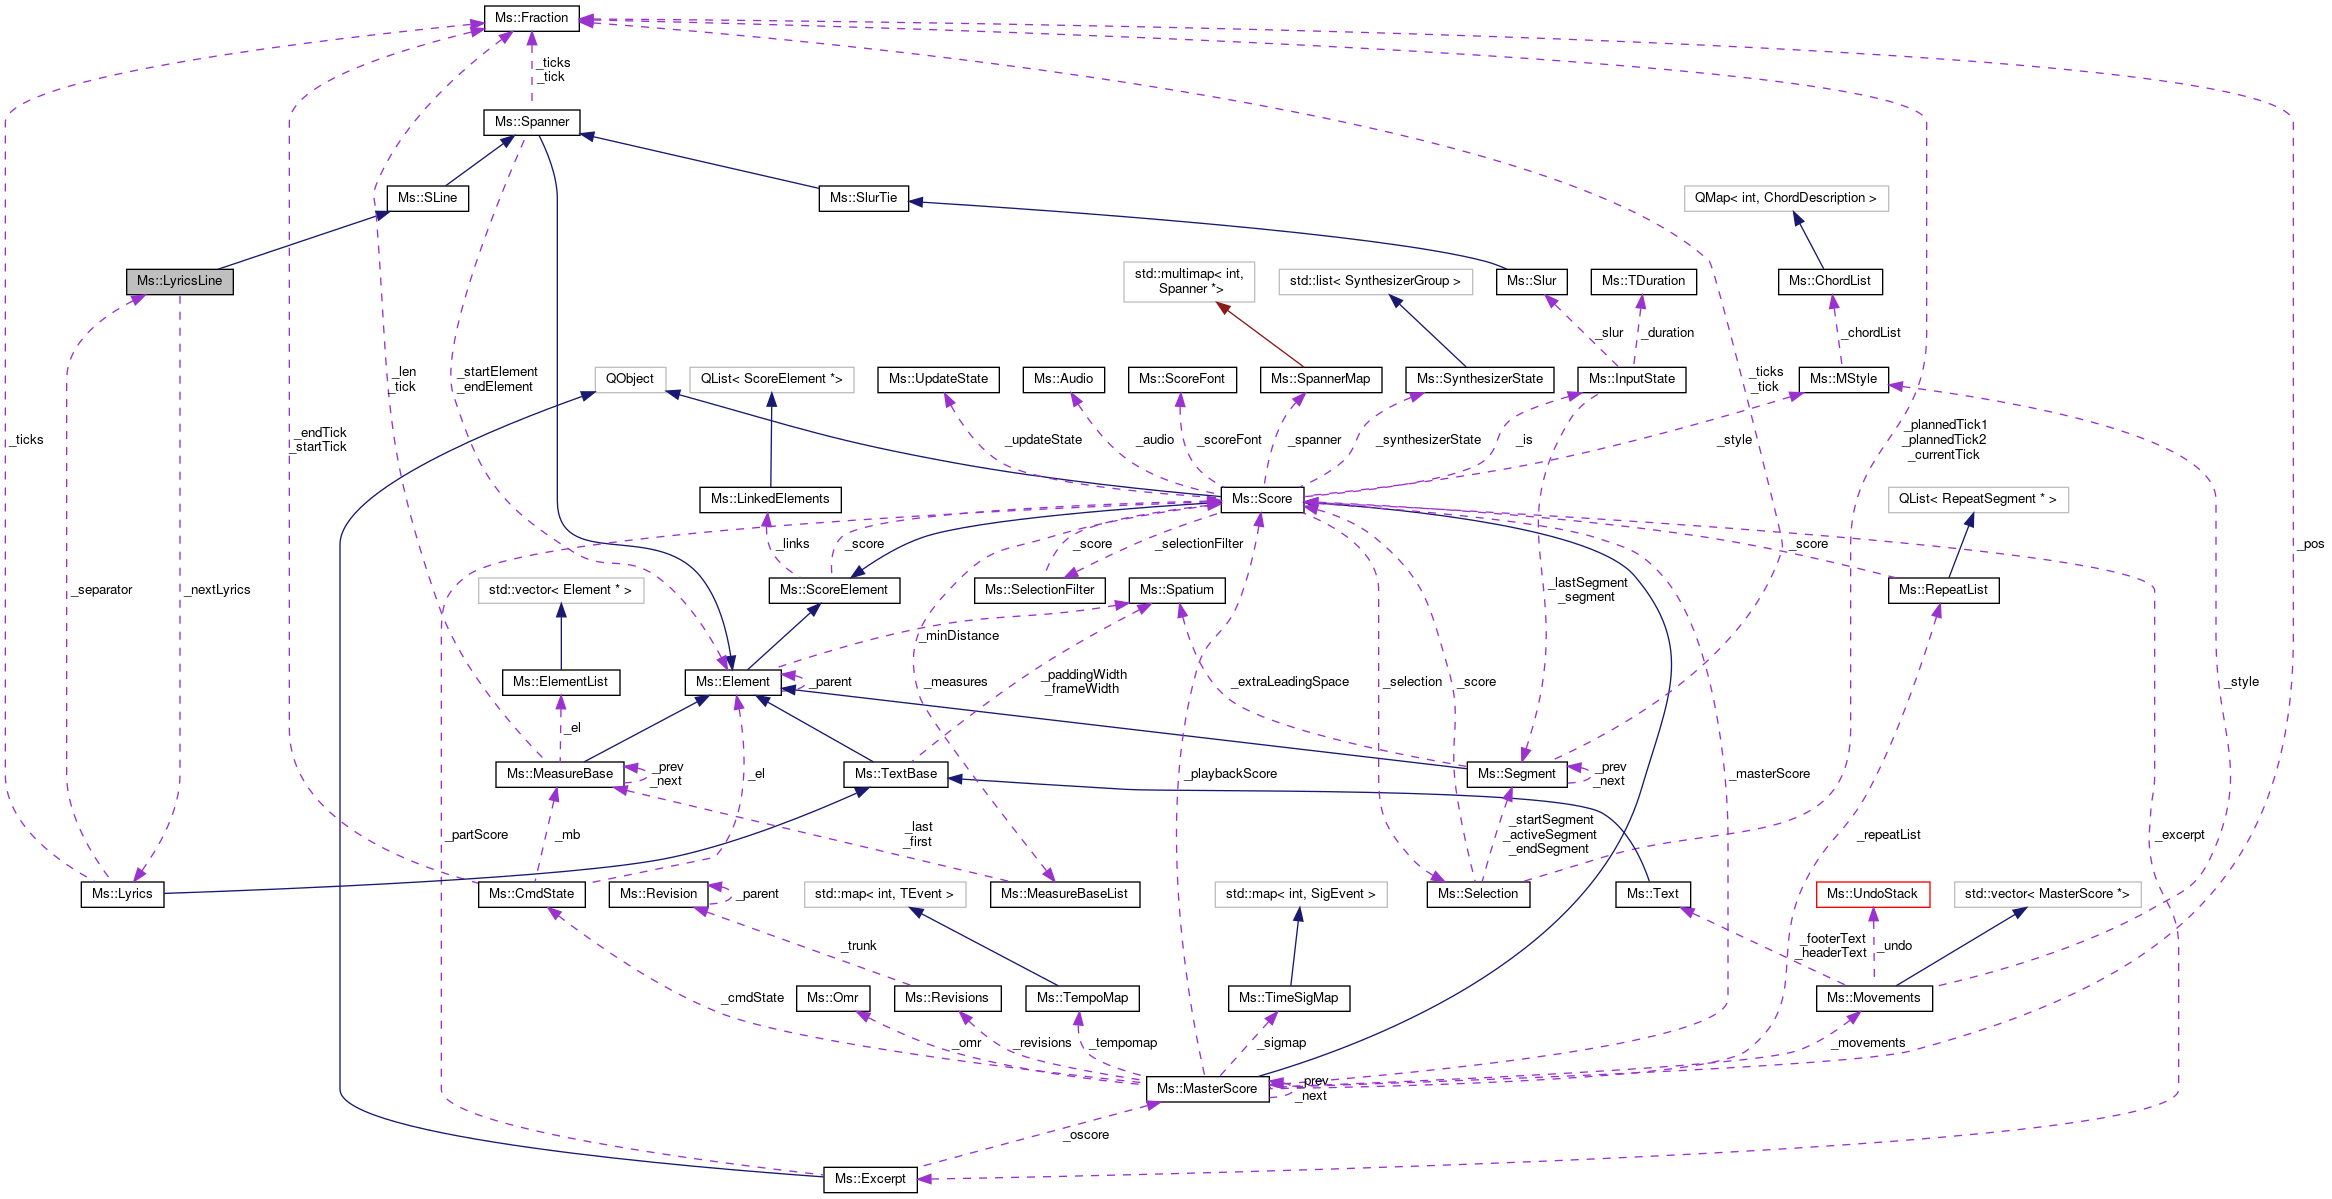 Ms::Fraction
_ticks
_tick
Ms::Spanner
Ms::SLine
Ms::SlurTie
QMap< int, ChordDescription >
Ms::LyricsLine
std::multimap< int,
Spanner *>
std::list< SynthesizerGroup >
Ms::Slur
Ms::TDuration
Ms::ChordList
_slur
_duration
_chordList
_len
_tick
_startElement
_endElement
QObject
QList< ScoreElement *>
Ms::UpdateState
Ms::Audio
Ms::ScoreFont
Ms::SpannerMap
Ms::SynthesizerState
Ms::InputState
_ticks
_tick
Ms::MStyle
_ticks
_endTick
_startTick
_updateState
_audio
_scoreFont
_spanner
_synthesizerState
_is
_style
_plannedTick1
_plannedTick2
_currentTick
Ms::LinkedElements
Ms::Score
QList< RepeatSegment * >
_links
_score
_score
_selectionFilter
_score
_pos
_separator
_nextLyrics
std::vector< Element * >
Ms::ScoreElement
Ms::SelectionFilter
Ms::Spatium
_lastSegment
_segment
Ms::RepeatList
_minDistance
Ms::ElementList
Ms::Element
_parent
_measures
_paddingWidth
_frameWidth
_extraLeadingSpace
_selection
_score
_style
_el
Ms::MeasureBase
_prev
_next
_el
Ms::TextBase
_playbackScore
Ms::Segment
_prev
_next
_masterScore
_partScore
_mb
_last
_first
_startSegment
_activeSegment
_endSegment
_repeatList
_excerpt
Ms::Lyrics
Ms::CmdState
Ms::Revision
_parent
std::map< int, TEvent >
Ms::MeasureBaseList
std::map< int, SigEvent >
Ms::Selection
Ms::Text
Ms::UndoStack
std::vector< MasterScore *>
_trunk
_footerText
_headerText
_undo
_cmdState
Ms::Omr
Ms::Revisions
Ms::TempoMap
Ms::TimeSigMap
Ms::Movements
_omr
_revisions
_tempomap
_sigmap
_movements
Ms::MasterScore
_prev
_next
_oscore
Ms::Excerpt